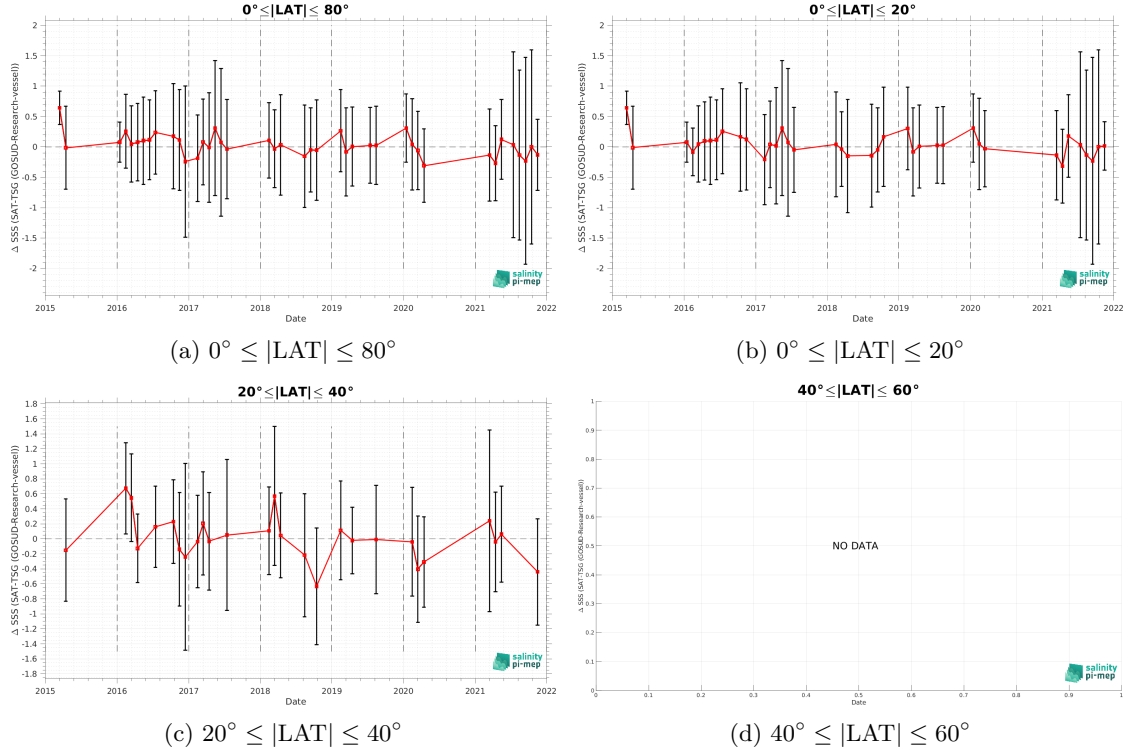 0°≤|LAT|≤ 80°
Δ SSS (SAT-TSG (GOSUD-Research-vessel))
2
1.5
1
0.5
0
-0.5
-1
-1.5
-2
2015 2016 2017 2018 2019 2020 2021 2022
Date
salinity
pi-mep
(a) 0° ≤ |LAT| ≤ 80°
0°≤|LAT|≤ 20°
Δ SSS (SAT-TSG (GOSUD-Research-vessel))
2
1.5
1
0.5
0
-0.5
-1
-1.5
-2
2015 2016 2017 2018 2019 2020 2021 2022
Date
salinity
pi-mep
(b) 0° ≤ |LAT| ≤ 20°
20°≤|LAT|≤ 40°
Δ SSS (SAT-TSG (GOSUD-Research-vessel))
1.8
1.6
1.4
1.2
1
0.8
0.6
0.4
0.2
0
-0.2
-0.4
-0.6
-0.8
-1
-1.2
-1.4
-1.6
-1.8
2015 2016 2017 2018 2019 2020 2021 2022
Date
salinity
pi-mep
(c) 20° ≤ |LAT| ≤ 40°
40°≤|LAT|≤ 60°
Δ SSS (SAT-TSG (GOSUD-Research-vessel))
1
0.9
0.8
0.7
0.6
0.5
0.4
0.3
0.2
0.1
0
NO DATA
0 0.1 0.2 0.3 0.4 0.5 0.6 0.7 0.8 0.9 1
Date
salinity
pi-mep
(d) 40° ≤ |LAT| ≤ 60°